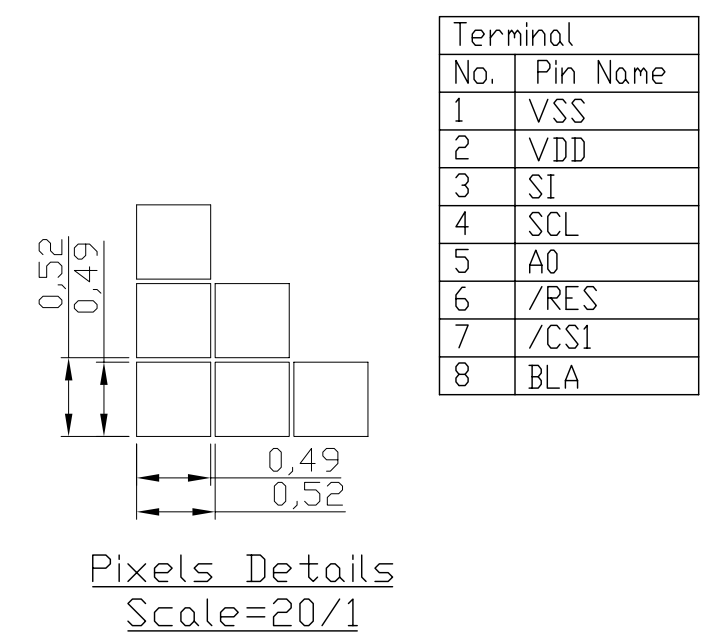 Terminal
No. Pin Name
1 VSS
2 VDD
3 SI
4 SCL
5 A0
6 /RES
7 /CS1
8 BLA
0,52
0,49
0,49
0,52
Pixels Details
Scale=20/1